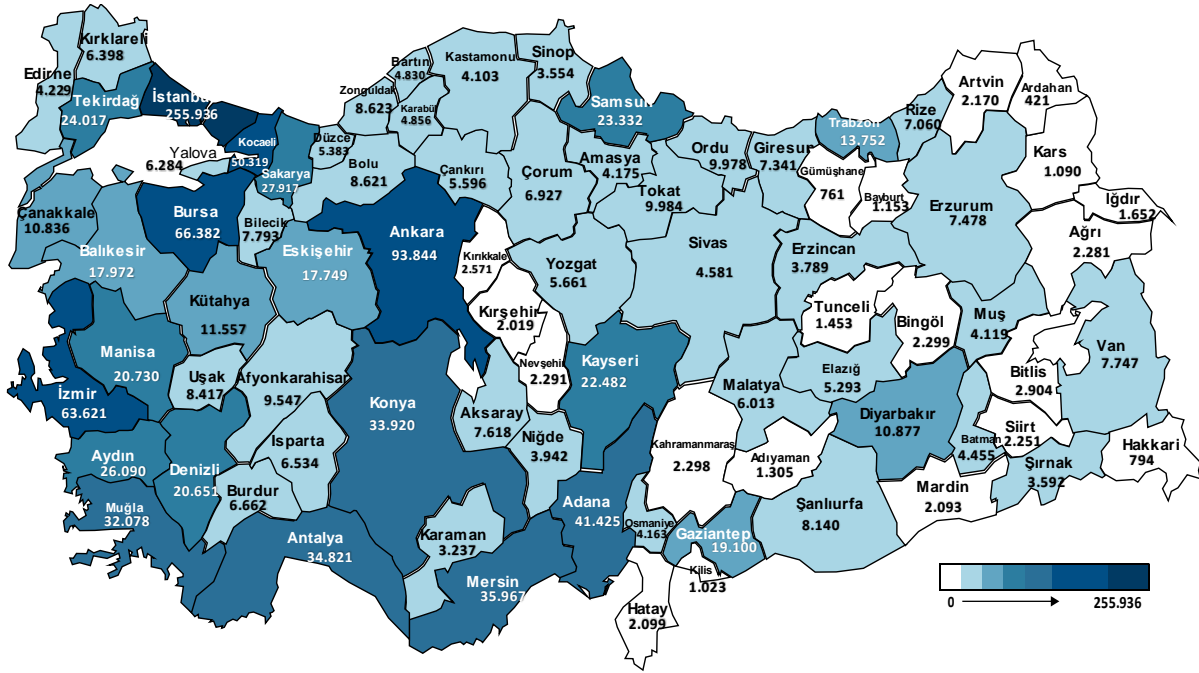 Kırklareli
6.398
Edirne
4.229
Tekirdağ
24.017
İstanbul
255.936
Kocaeli
50.319
Yalova
6.284
Sakarya
27.917
Düzce
5.383
Zonguldak
8.623
Bartın
4.830
Karabük
4.856
Kastamonu
4.103
Sinop
3.554
Samsun
23.332
Bolu
8.621
Çankırı
5.596
Çorum
6.927
Amasya
4.175
Ordu
9.978
Giresun
7.341
Trabzon
13.752
Rize
7.060
Artvin
2.170
Ardahan
421
Kars
1.090
Iğdır
1.652
Ağrı
2.281
Gümüşhane
761
Bayburt
1.153
Erzurum
7.478
Tokat
9.984
Çanakkale
10.836
Balıkesir
17.972
Bursa
66.382
Bilecik
7.793
Eskişehir
17.749
Ankara
93.844
Kırıkkale
2.571
Yozgat
5.661
Sivas
4.581
Erzincan
3.789
Tunceli
1.453
Bingöl
2.299
Muş
4.119
Van
7.747
Bitlis
2.904
Kütahya
11.557
Kırşehir
2.019
Nevşehir
2.291
Kayseri
22.482
Manisa
20.730
Uşak
8.417
Afyonkarahisar
9.547
İzmir
63.621
Konya
33.920
Aksaray
7.618
Niğde
3.942
Malatya
6.013
Elazığ
5.293
Diyarbakır
10.877
Batman
4.455
Siirt
2.251
Şırnak
3.592
Hakkari
794
Mardin
2.093
Kahramanmaraş
2.298
Adıyaman
1.305
Şanlıurfa
8.140
Aydın
26.090
Denizli
20.651
Isparta
6.534
Burdur
6.662
Muğla
32.078
Antalya
34.821
Karaman
3.237
Mersin
35.967
Adana
41.425
Osmaniye
4.163
Gaziantep
19.100
Kilis
1.023
Hatay
2.099
0
255.936